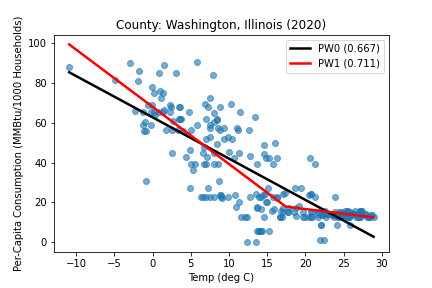 County: Washington, Illinois (2020)
Per-Capita Consumption (MMBtu/1000 Households)
100
80
60
40
20
0
PW0 (0.667)
PW1 (0.711)
−10 −5 0 5 10 15 20 25 30
Temp (deg C)